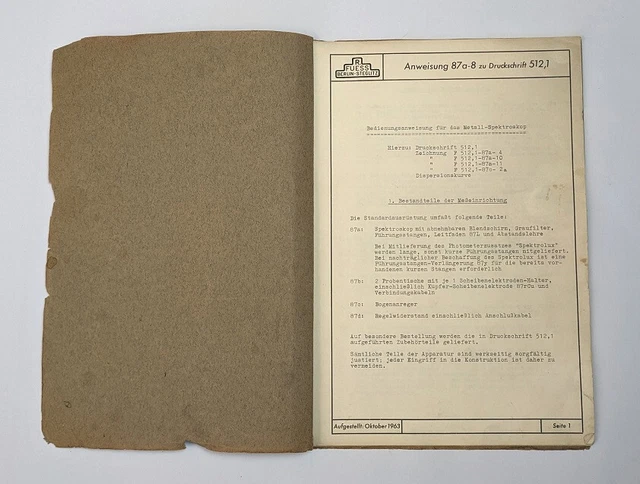 R
FUESS
BERLIN-STEGLITZ
Anweisung 87a-8 zu Druckschrift 512,1
Bedienungsanweisung für das Metall-Spektroskop
Hierzu: Druckschrift 512,1
Zeichnung F 512,1-87a- 4
" F 512,1-87a-10
" F 512,1-87a-11
" F 512,1-87c- 2a
Dispersionskurve
1. Bestandteile der Meßeinrichtung
Die Standardausrüstung umfaßt folgende Teile:
87a: Spektroskop mit abnehmbaren Blendschirm, Graufilter,
Führungsstangen, Leitfaden 87L und Abstandslehre
Bei Mitlieferung des Photometerzusatzes "Spektrolux"
werden lange, sonst kurze Führungsstangen mitgeliefert.
Bei nachträglicher Beschaffung des Spektrolux ist eine
Führungsstangen-Verlängerung 87y für die bereits vor-
handenen kurzen Stangen erforderlich
87b: 2 Probentische mit je 1 Scheibenelektroden-Halter,
einschließlich Kupfer-Scheibenelektrode 87rCu und
Verbindungskabeln
87c: Bogenanreger
87d: Regelwiderstand einschließlich Anschlußkabel
Auf besondere Bestellung werden die in Druckschrift 512,1
aufgeführten Zubehörteile geliefert.
Sämtliche Teile der Apparatur sind werkseitig sorgfältig
justiert; jeder Eingriff in die Konstruktion ist daher zu
vermeiden.
Aufgestellt: Oktober 1963
Seite 1